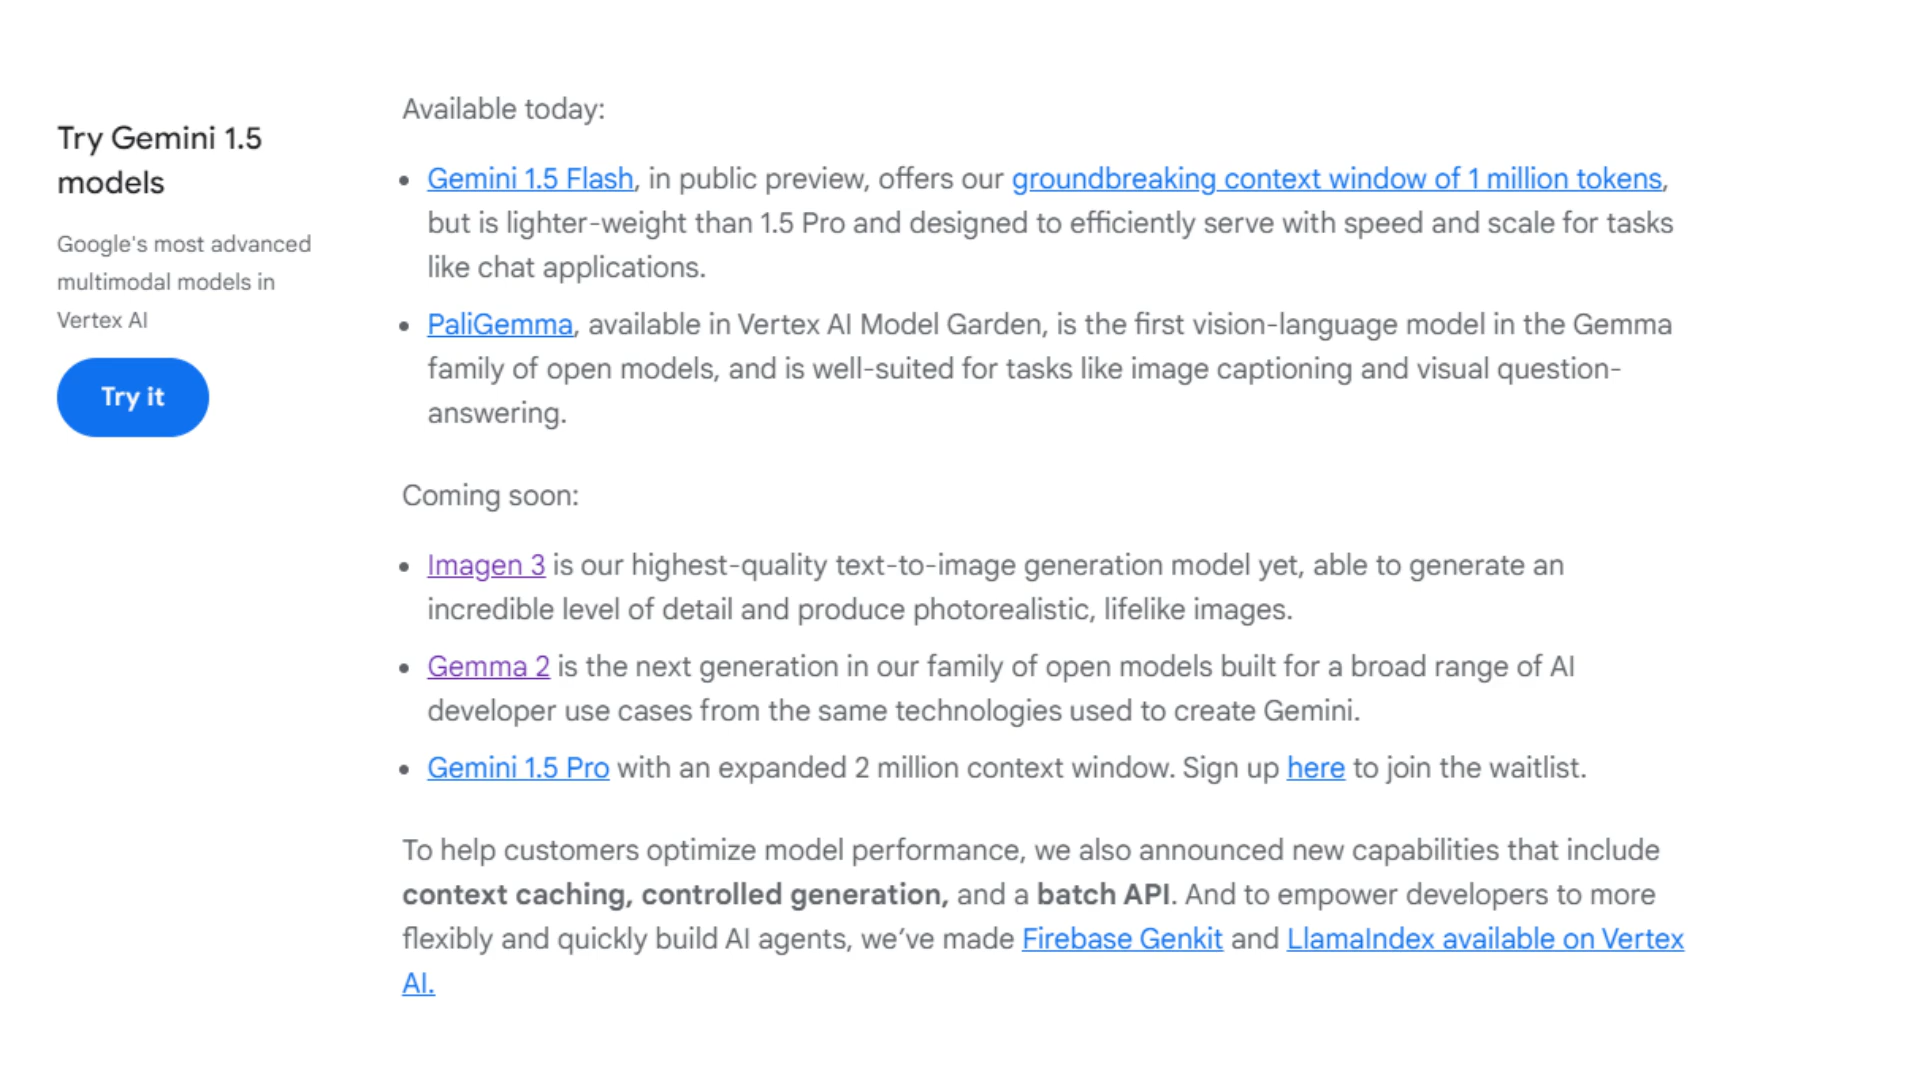 Try Gemini 1.5
models
Google's most advanced
multimodal models in
Vertex AI
Try it
Available today:
• Gemini 1.5 Flash, in public preview, offers our groundbreaking context window of 1 million tokens,
but is lighter-weight than 1.5 Pro and designed to efficiently serve with speed and scale for tasks
like chat applications.
• PaliGemma, available in Vertex AI Model Garden, is the first vision-language model in the Gemma
family of open models, and is well-suited for tasks like image captioning and visual question-
answering.
Coming soon:
• Imagen 3 is our highest-quality text-to-image generation model yet, able to generate an
incredible level of detail and produce photorealistic, lifelike images.
• Gemma 2 is the next generation in our family of open models built for a broad range of AI
developer use cases from the same technologies used to create Gemini.
• Gemini 1.5 Pro with an expanded 2 million context window. Sign up here to join the waitlist.
To help customers optimize model performance, we also announced new capabilities that include
context caching, controlled generation, and a batch API. And to empower developers to more
flexibly and quickly build AI agents, we’ve made Firebase Genkit and LlamaIndex available on Vertex
AI.